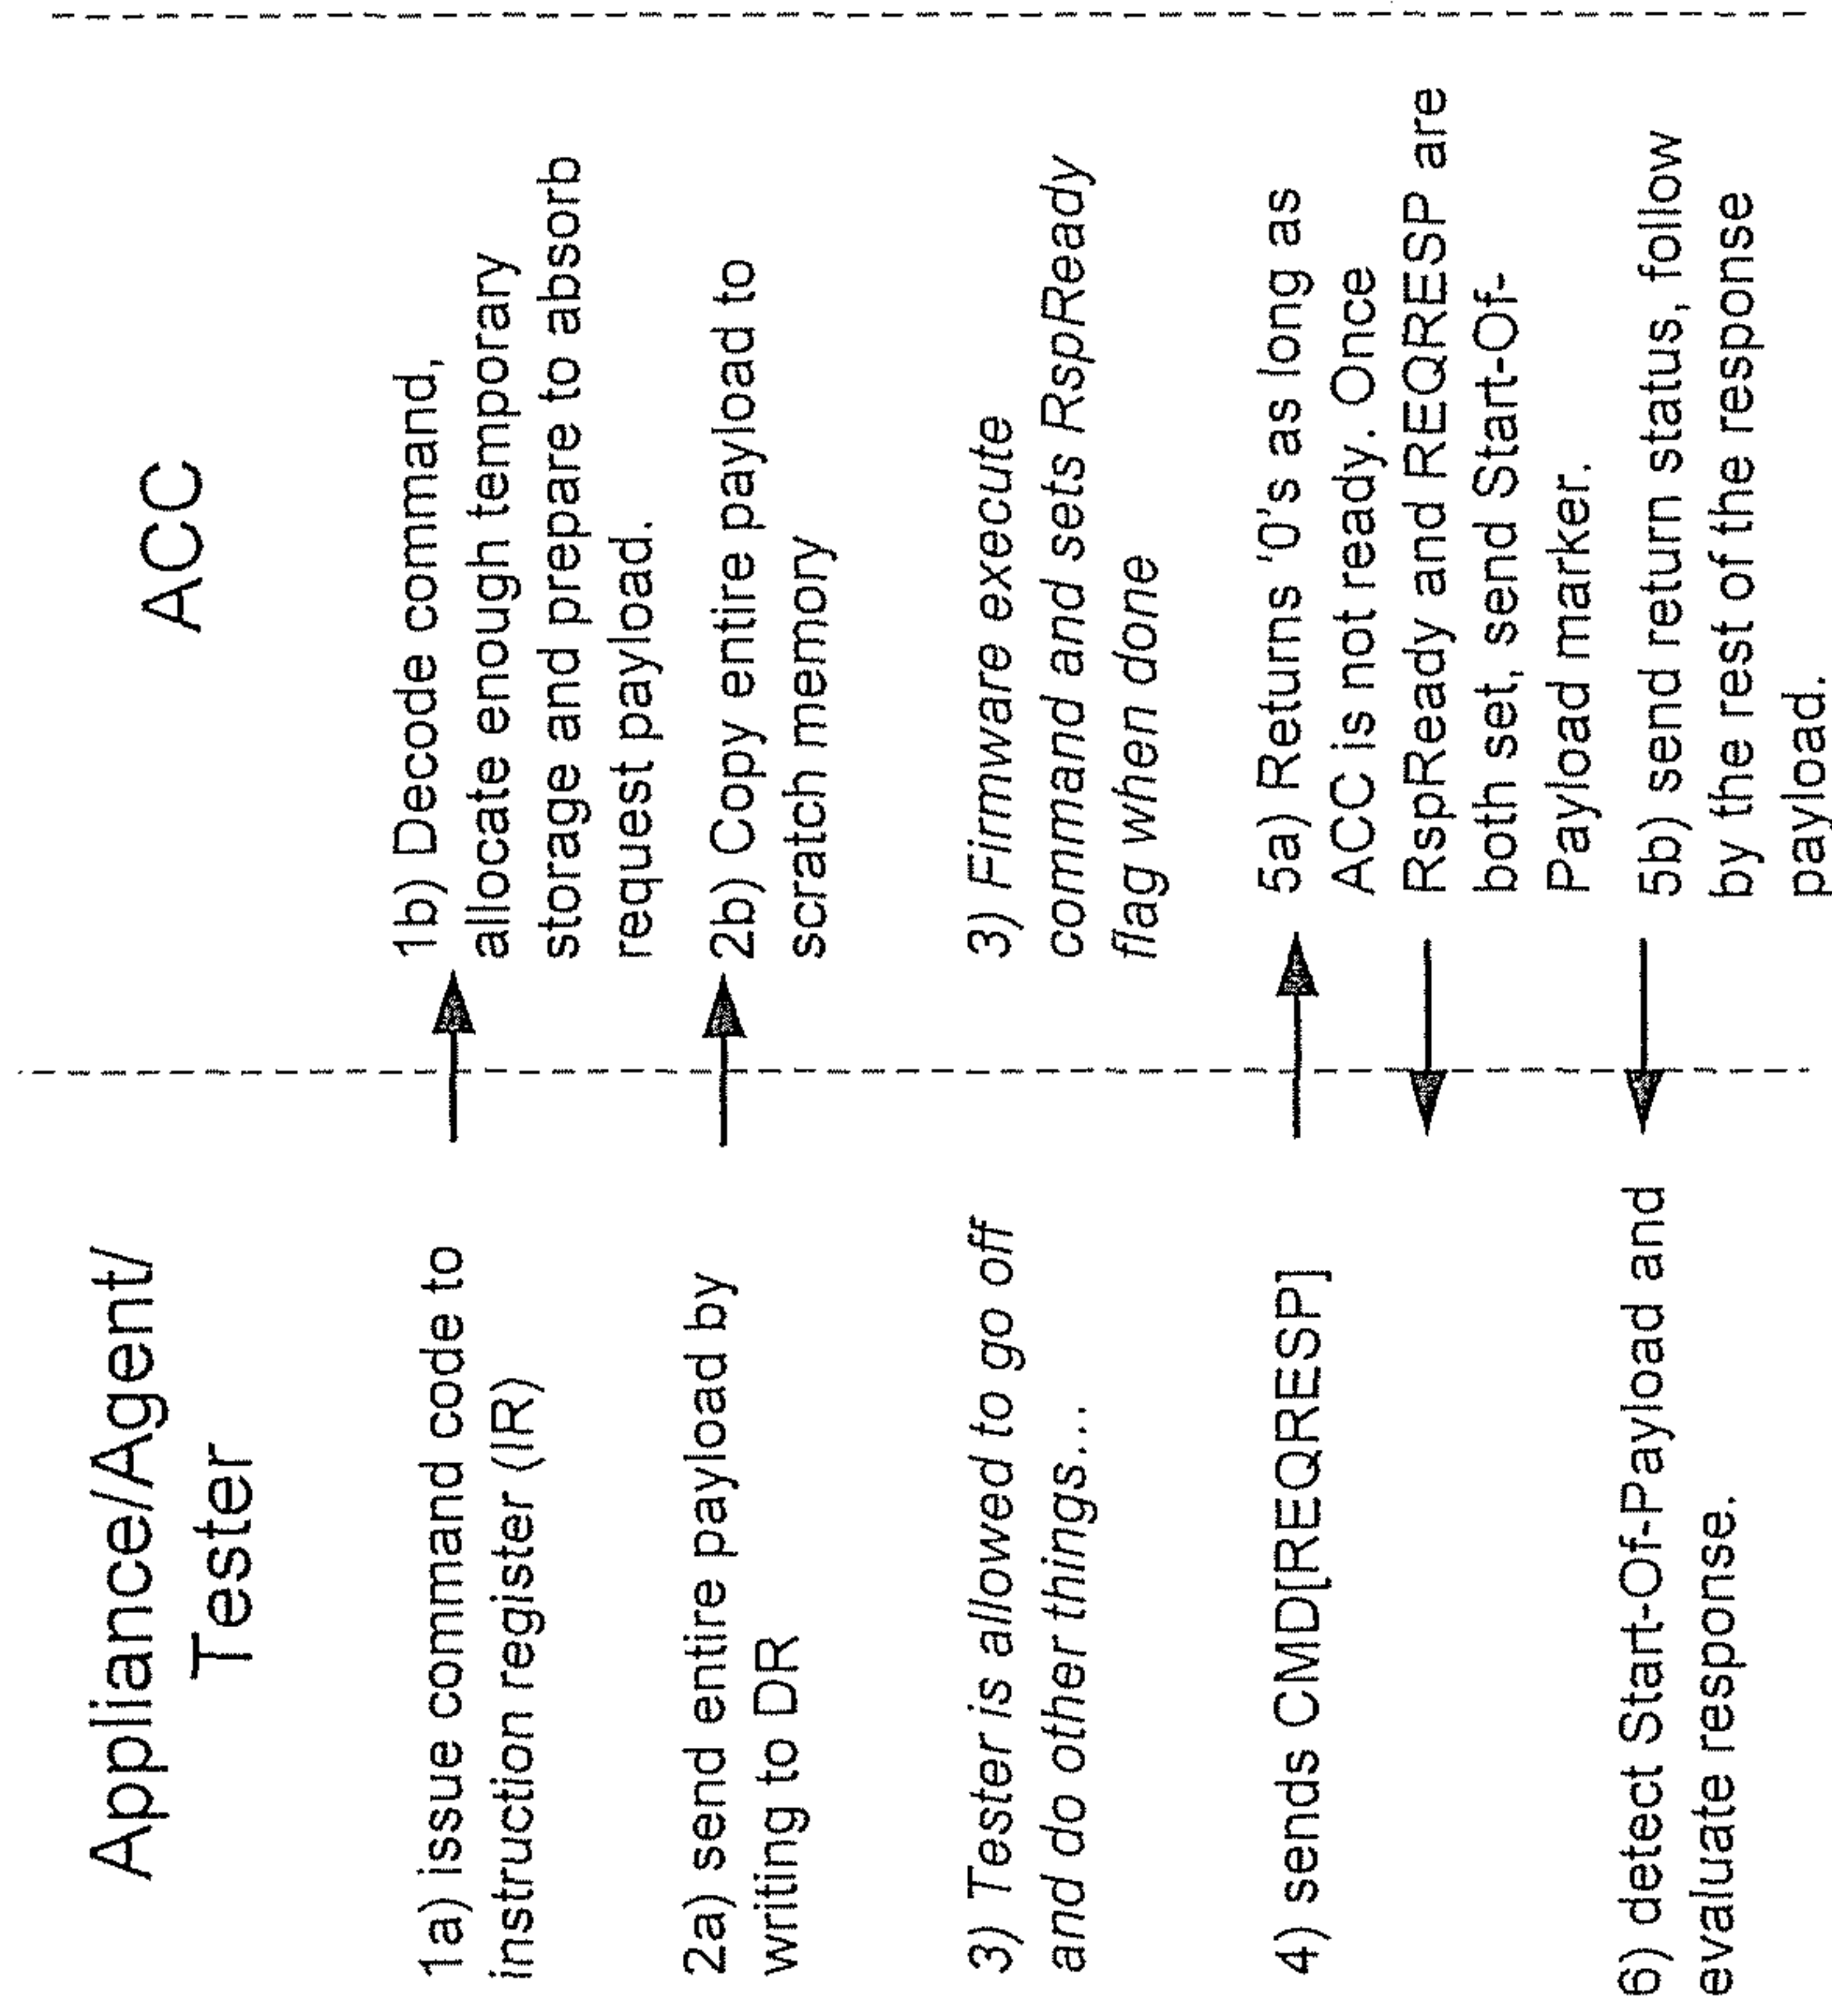 Appliance/Agent/
Tester
ACC
1a) issue command code to
instruction register (IR)
1b) Decode command,
allocate enough temporary
storage and prepare to absorb
request payload.
2a) send entire payload by
writing to DR
2b) Copy entire payload to
scratch memory
3) Tester is allowed to go off
and do other things...
3) Firmware execute
command and sets RspReady
flag when done
4) sends CMD[REQRESP]
5a) Returns '0's as long as
ACC is not ready. Once
RspReady and REQRESP are
both set, send Start-Of-
Payload marker.
6) detect Start-Of-Payload and
evaluate response.
5b) send return status, follow
by the rest of the response
payload.